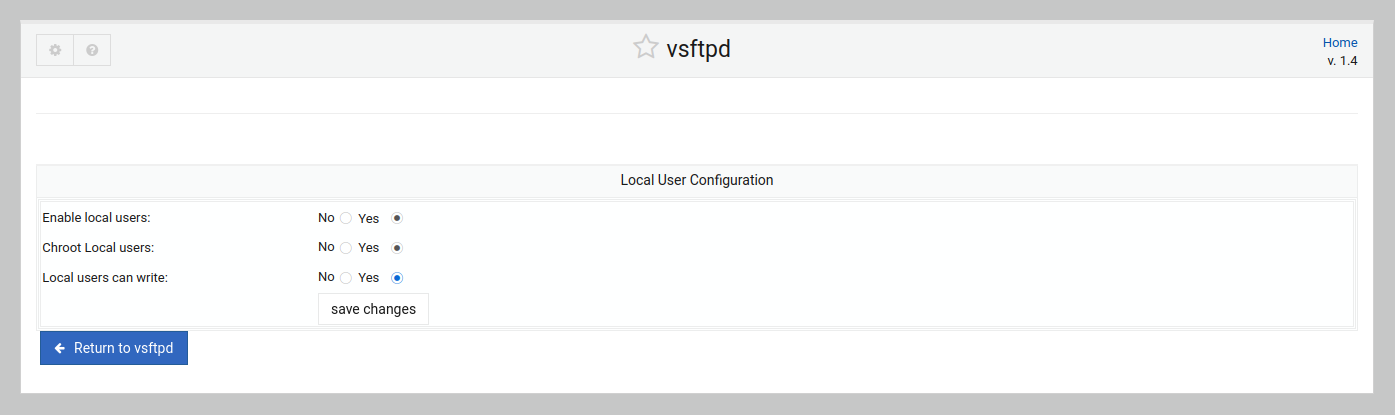 vsftpd
Home
v. 1.4
Local User Configuration
Enable local users: No Yes
Chroot Local users: No Yes
Local users can write: No Yes
save changes
Return to vsftpd